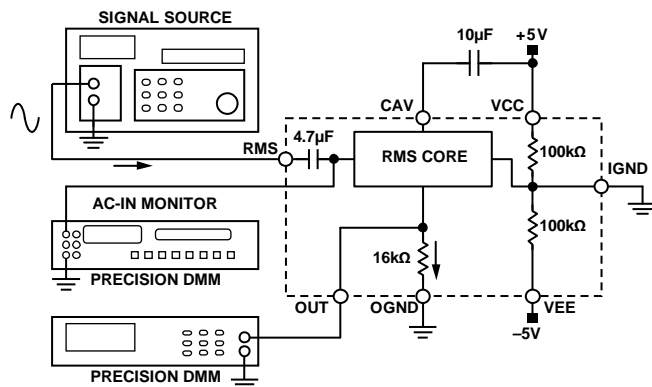 SIGNAL SOURCE
10µF
+5V
CAV
VCC
4.7µF
RMS
RMS CORE
100kΩ
IGND
AC-IN MONITOR
100kΩ
16kΩ
PRECISION DMM
OUT
OGND
VEE
–5V
PRECISION DMM